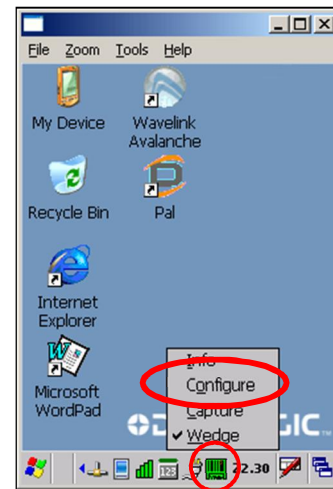 File Zoom Tools Help
My Device
Wavelink
Avalanche
Recycle Bin
Pal
Internet
Explorer
Microsoft
WordPad
Info
Configure
Capture
✓ Wedge
22.30